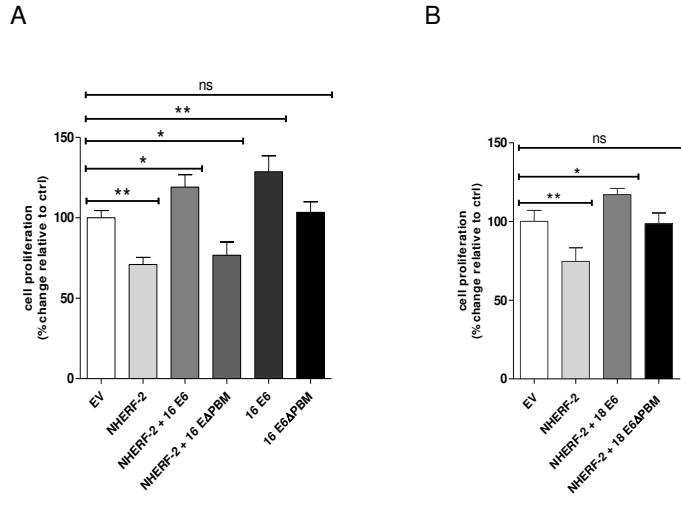 A
B
ns
**
*
*
**
150
100
50
0
cell proliferation
(% change relative to ctrl)
EV
NHERF-2
NHERF-2 + 16 E6
NHERF-2 + 16 EΔPBM
16 E6
16 E6ΔPBM
ns
*
**
150
100
50
0
cell proliferation
(% change relative to ctrl)
EV
NHERF-2
NHERF-2 + 18 E6
NHERF-2 + 18 E6ΔPBM